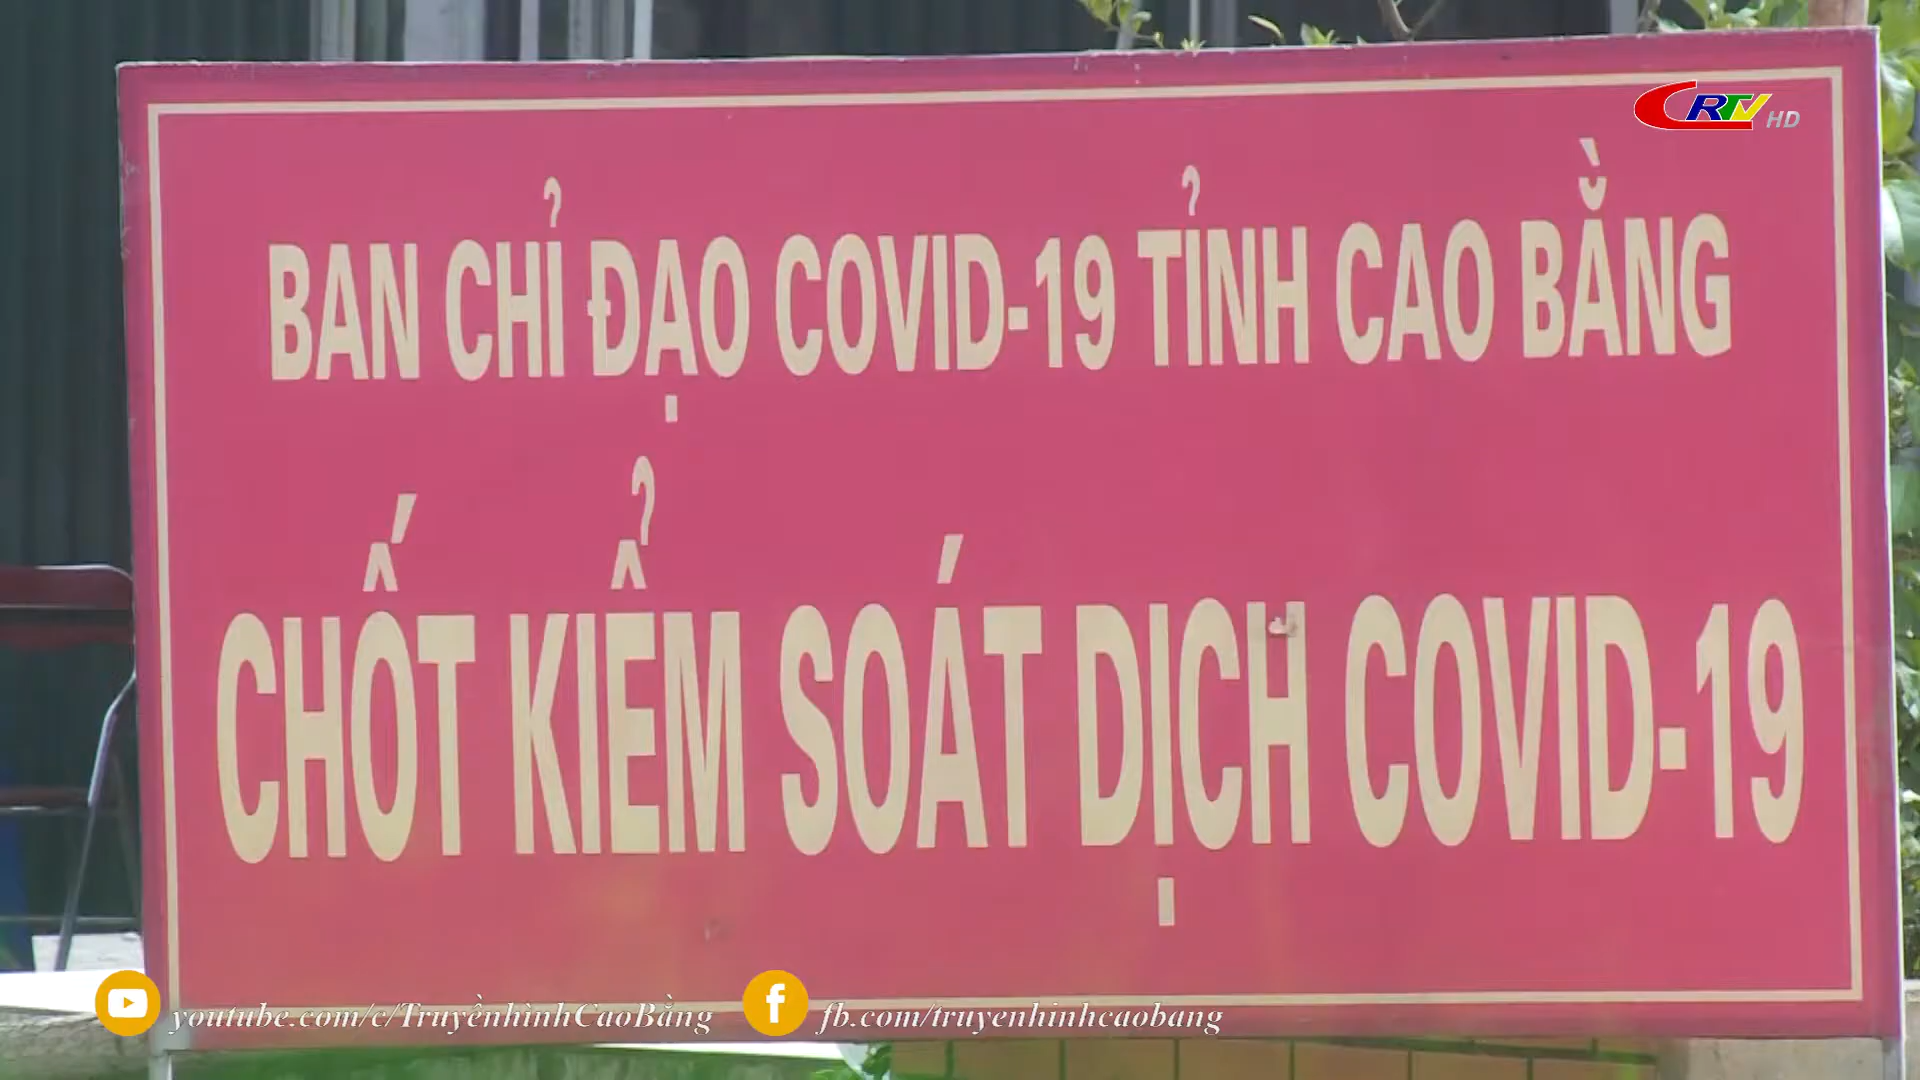 CRTV HD
BAN CHỈ ĐẠO COVID-19 TỈNH CAO BẰNG
CHỐT KIỂM SOÁT DỊCH COVID-19
youtube.com/c/TruyềnhìnhCaoBằng
fb.com/truyenhinhcaobang